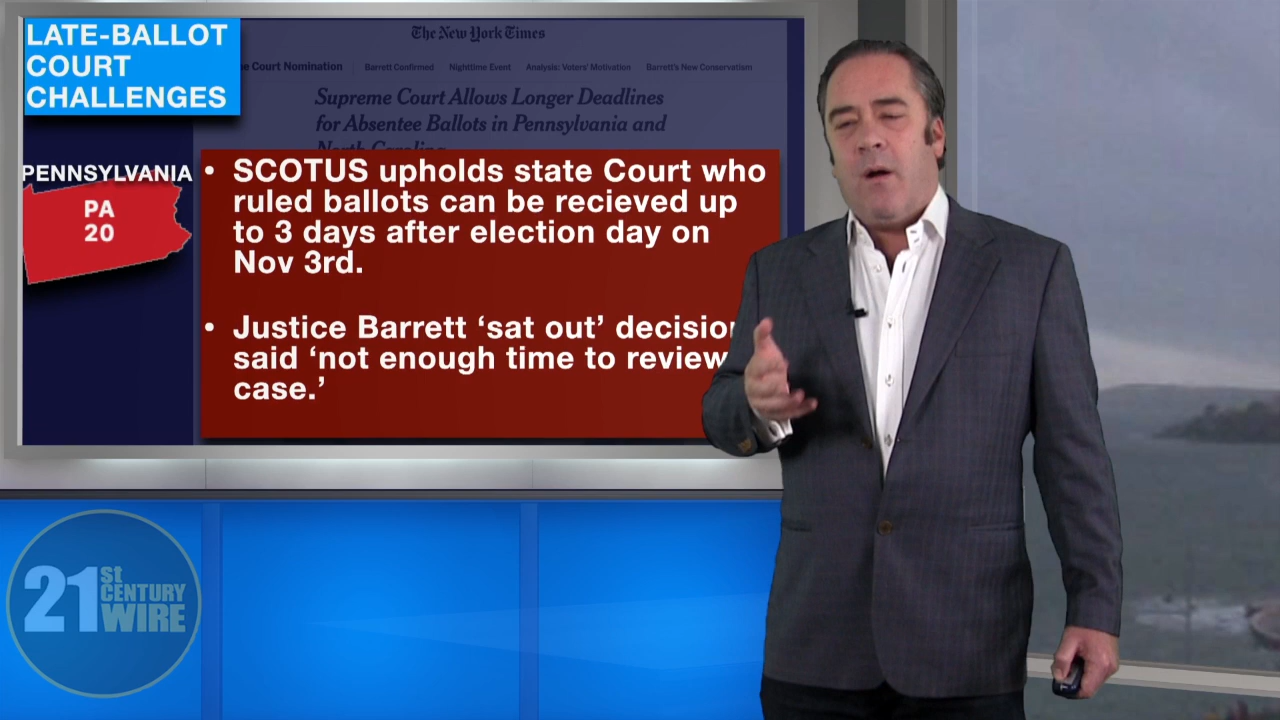 LATE-BALLOT
COURT
CHALLENGES
The New York Times
e Court Nomination Barrett Confirmed Nighttime Event Analysis: Voters' Motivation Barrett's New Conservatism
Supreme Court Allows Longer Deadlines
for Absentee Ballots in Pennsylvania and
North Carolina
PENNSYLVANIA
PA
20
• SCOTUS upholds state Court who
ruled ballots can be recieved up
to 3 days after election day on
Nov 3rd.
• Justice Barrett ‘sat out’ decision
said ‘not enough time to review
case.’
21st
CENTURY
WIRE